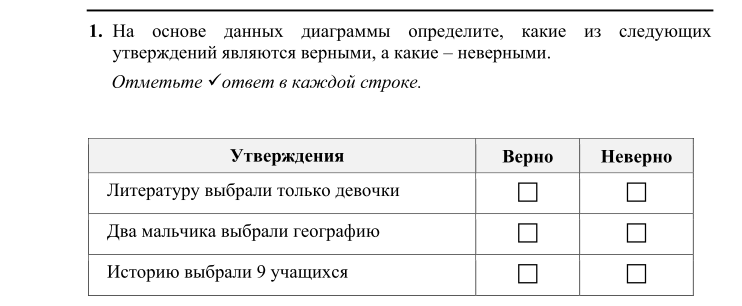 1. На основе данных диаграммы определите, какие из следующих
утверждений являются верными, а какие – неверными.
Отметьте ✓ответ в каждой строке.
Утверждения Верно Неверно
Литературу выбрали только девочки
Два мальчика выбрали географию
Историю выбрали 9 учащихся